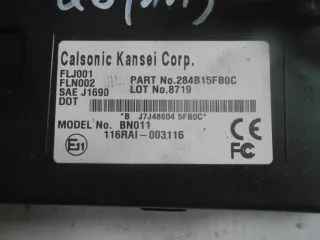 Calsonic Kansei Corp.
FLJ001
FLN002 PART No.284B15FB0C
SAE J1690 LOT No.8719
DOT
*B J7J48604 5FB0C*
MODEL No. BN011
116RAI-003116
CE
FC